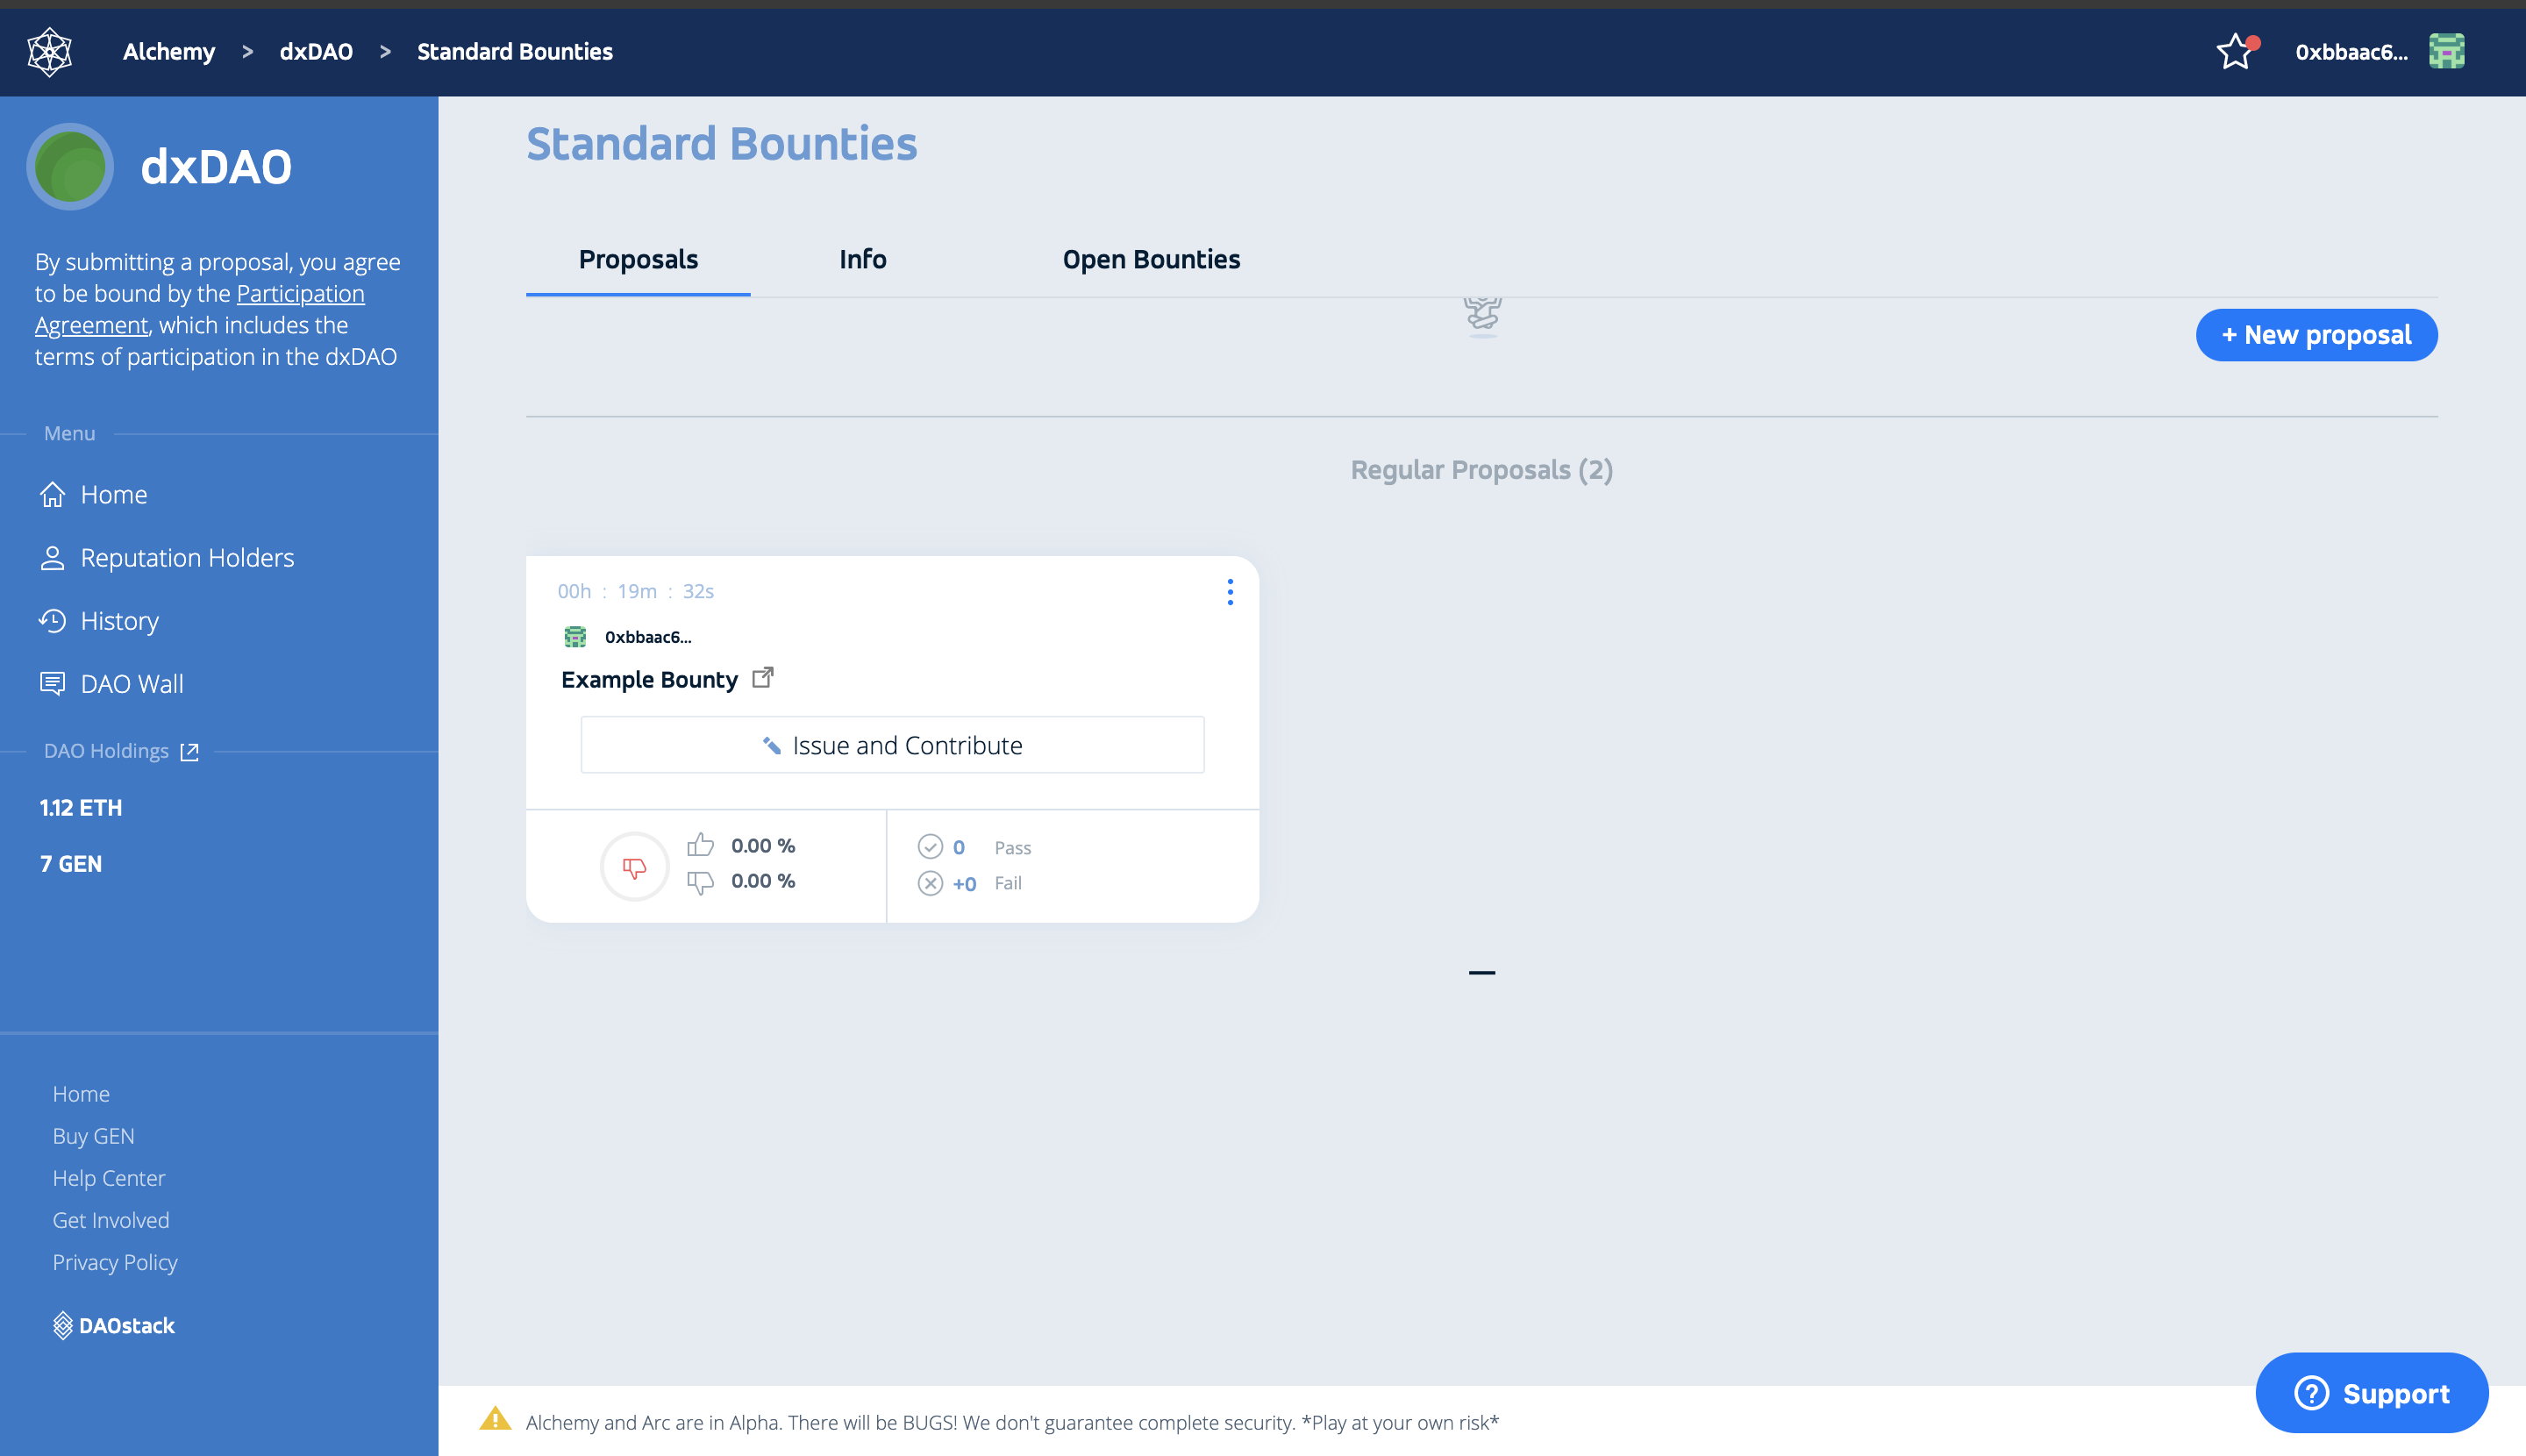 Alchemy > dxDAO > Standard Bounties
0xbbaac6...
dxDAO
By submitting a proposal, you agree
to be bound by the Participation
Agreement, which includes the
terms of participation in the dxDAO
Menu
Home
Reputation Holders
History
DAO Wall
DAO Holdings
1.12 ETH
7 GEN
Home
Buy GEN
Help Center
Get Involved
Privacy Policy
DAOstack
Standard Bounties
Proposals
Info
Open Bounties
+ New proposal
Regular Proposals (2)
00h : 19m : 32s
0xbbaac6...
Example Bounty
Issue and Contribute
0.00 %
0.00 %
0 Pass
+0 Fail
Alchemy and Arc are in Alpha. There will be BUGS! We don't guarantee complete security. *Play at your own risk*
Support